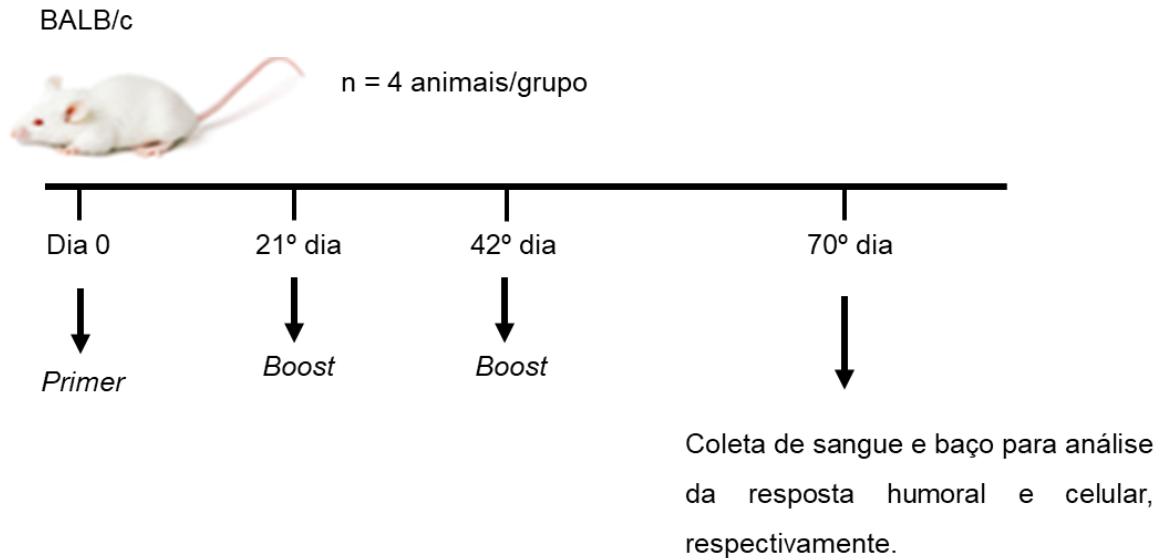 BALB/c
n = 4 animais/grupo
Dia 0
21º dia
42º dia
70º dia
Primer
Boost
Boost
Coleta de sangue e baço para análise
da resposta humoral e celular,
respectivamente.